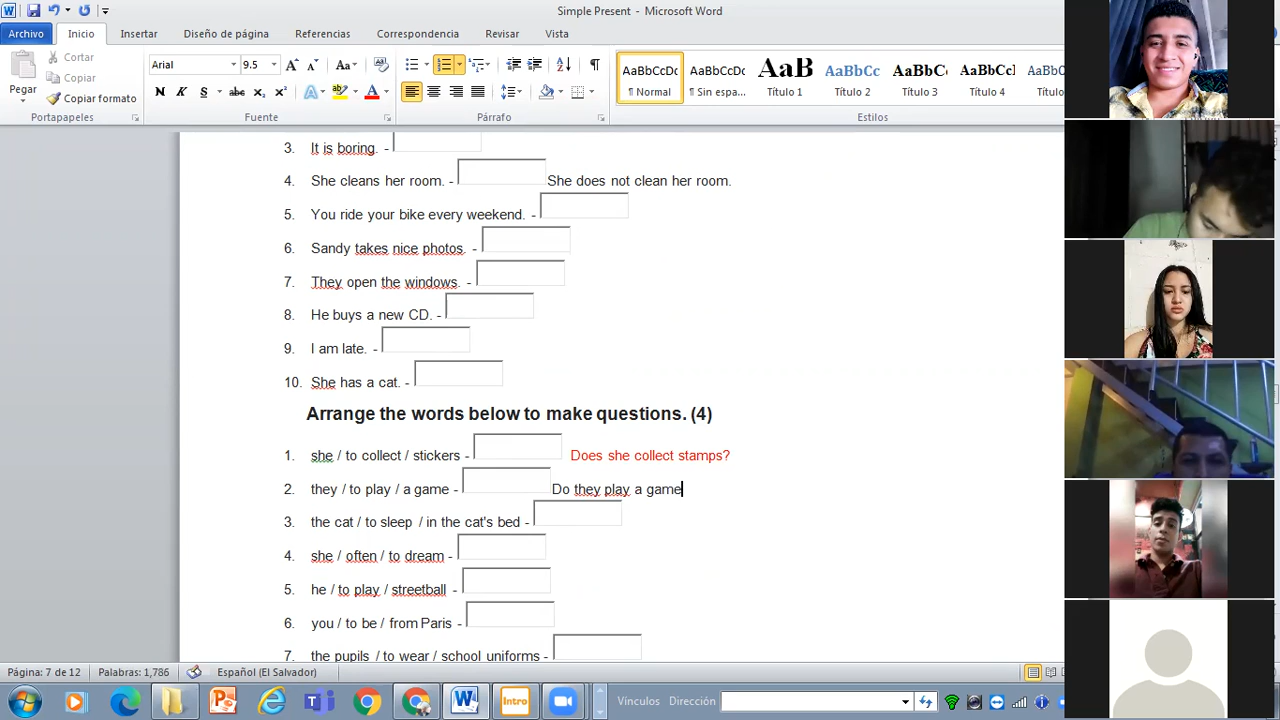 Simple Present - Microsoft Word
Archivo Inicio Insertar Diseño de página Referencias Correspondencia Revisar Vista
Pegar
Cortar
Copiar
Copiar formato
Portapapeles
Arial 9.5
Fuente
Párrafo
AaBbCcDc AaBbCcDc AaB AaBbCc AaBbC AaBbCcI
¶ Normal ¶ Sin espa... Título 1 Título 2 Título 3 Título 4 Título
Estilos
3. It is boring. -
4. She cleans her room. - She does not clean her room.
5. You ride your bike every weekend. -
6. Sandy takes nice photos. -
7. They open the windows. -
8. He buys a new CD. -
9. I am late. -
10. She has a cat. -
Arrange the words below to make questions. (4)
1. she / to collect / stickers - Does she collect stamps?
2. they / to play / a game - Do they play a game
3. the cat / to sleep / in the cat's bed -
4. she / often / to dream -
5. he / to play / streetball -
6. you / to be / from Paris -
7. the pupils / to wear / school uniforms -
Página: 7 de 12 Palabras: 1,786 Español (El Salvador)
Intro Vínculos Dirección